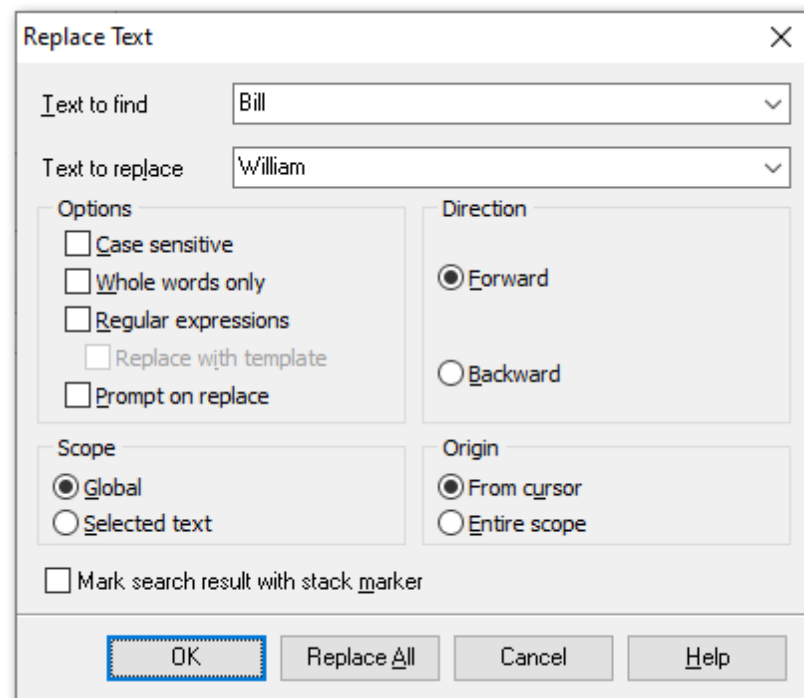 Replace Text
Text to find
Bill
Text to replace
William
Options
Case sensitive
Whole words only
Regular expressions
Replace with template
Prompt on replace
Direction
Forward
Backward
Scope
Global
Selected text
Origin
From cursor
Entire scope
Mark search result with stack marker
OK
Replace All
Cancel
Help